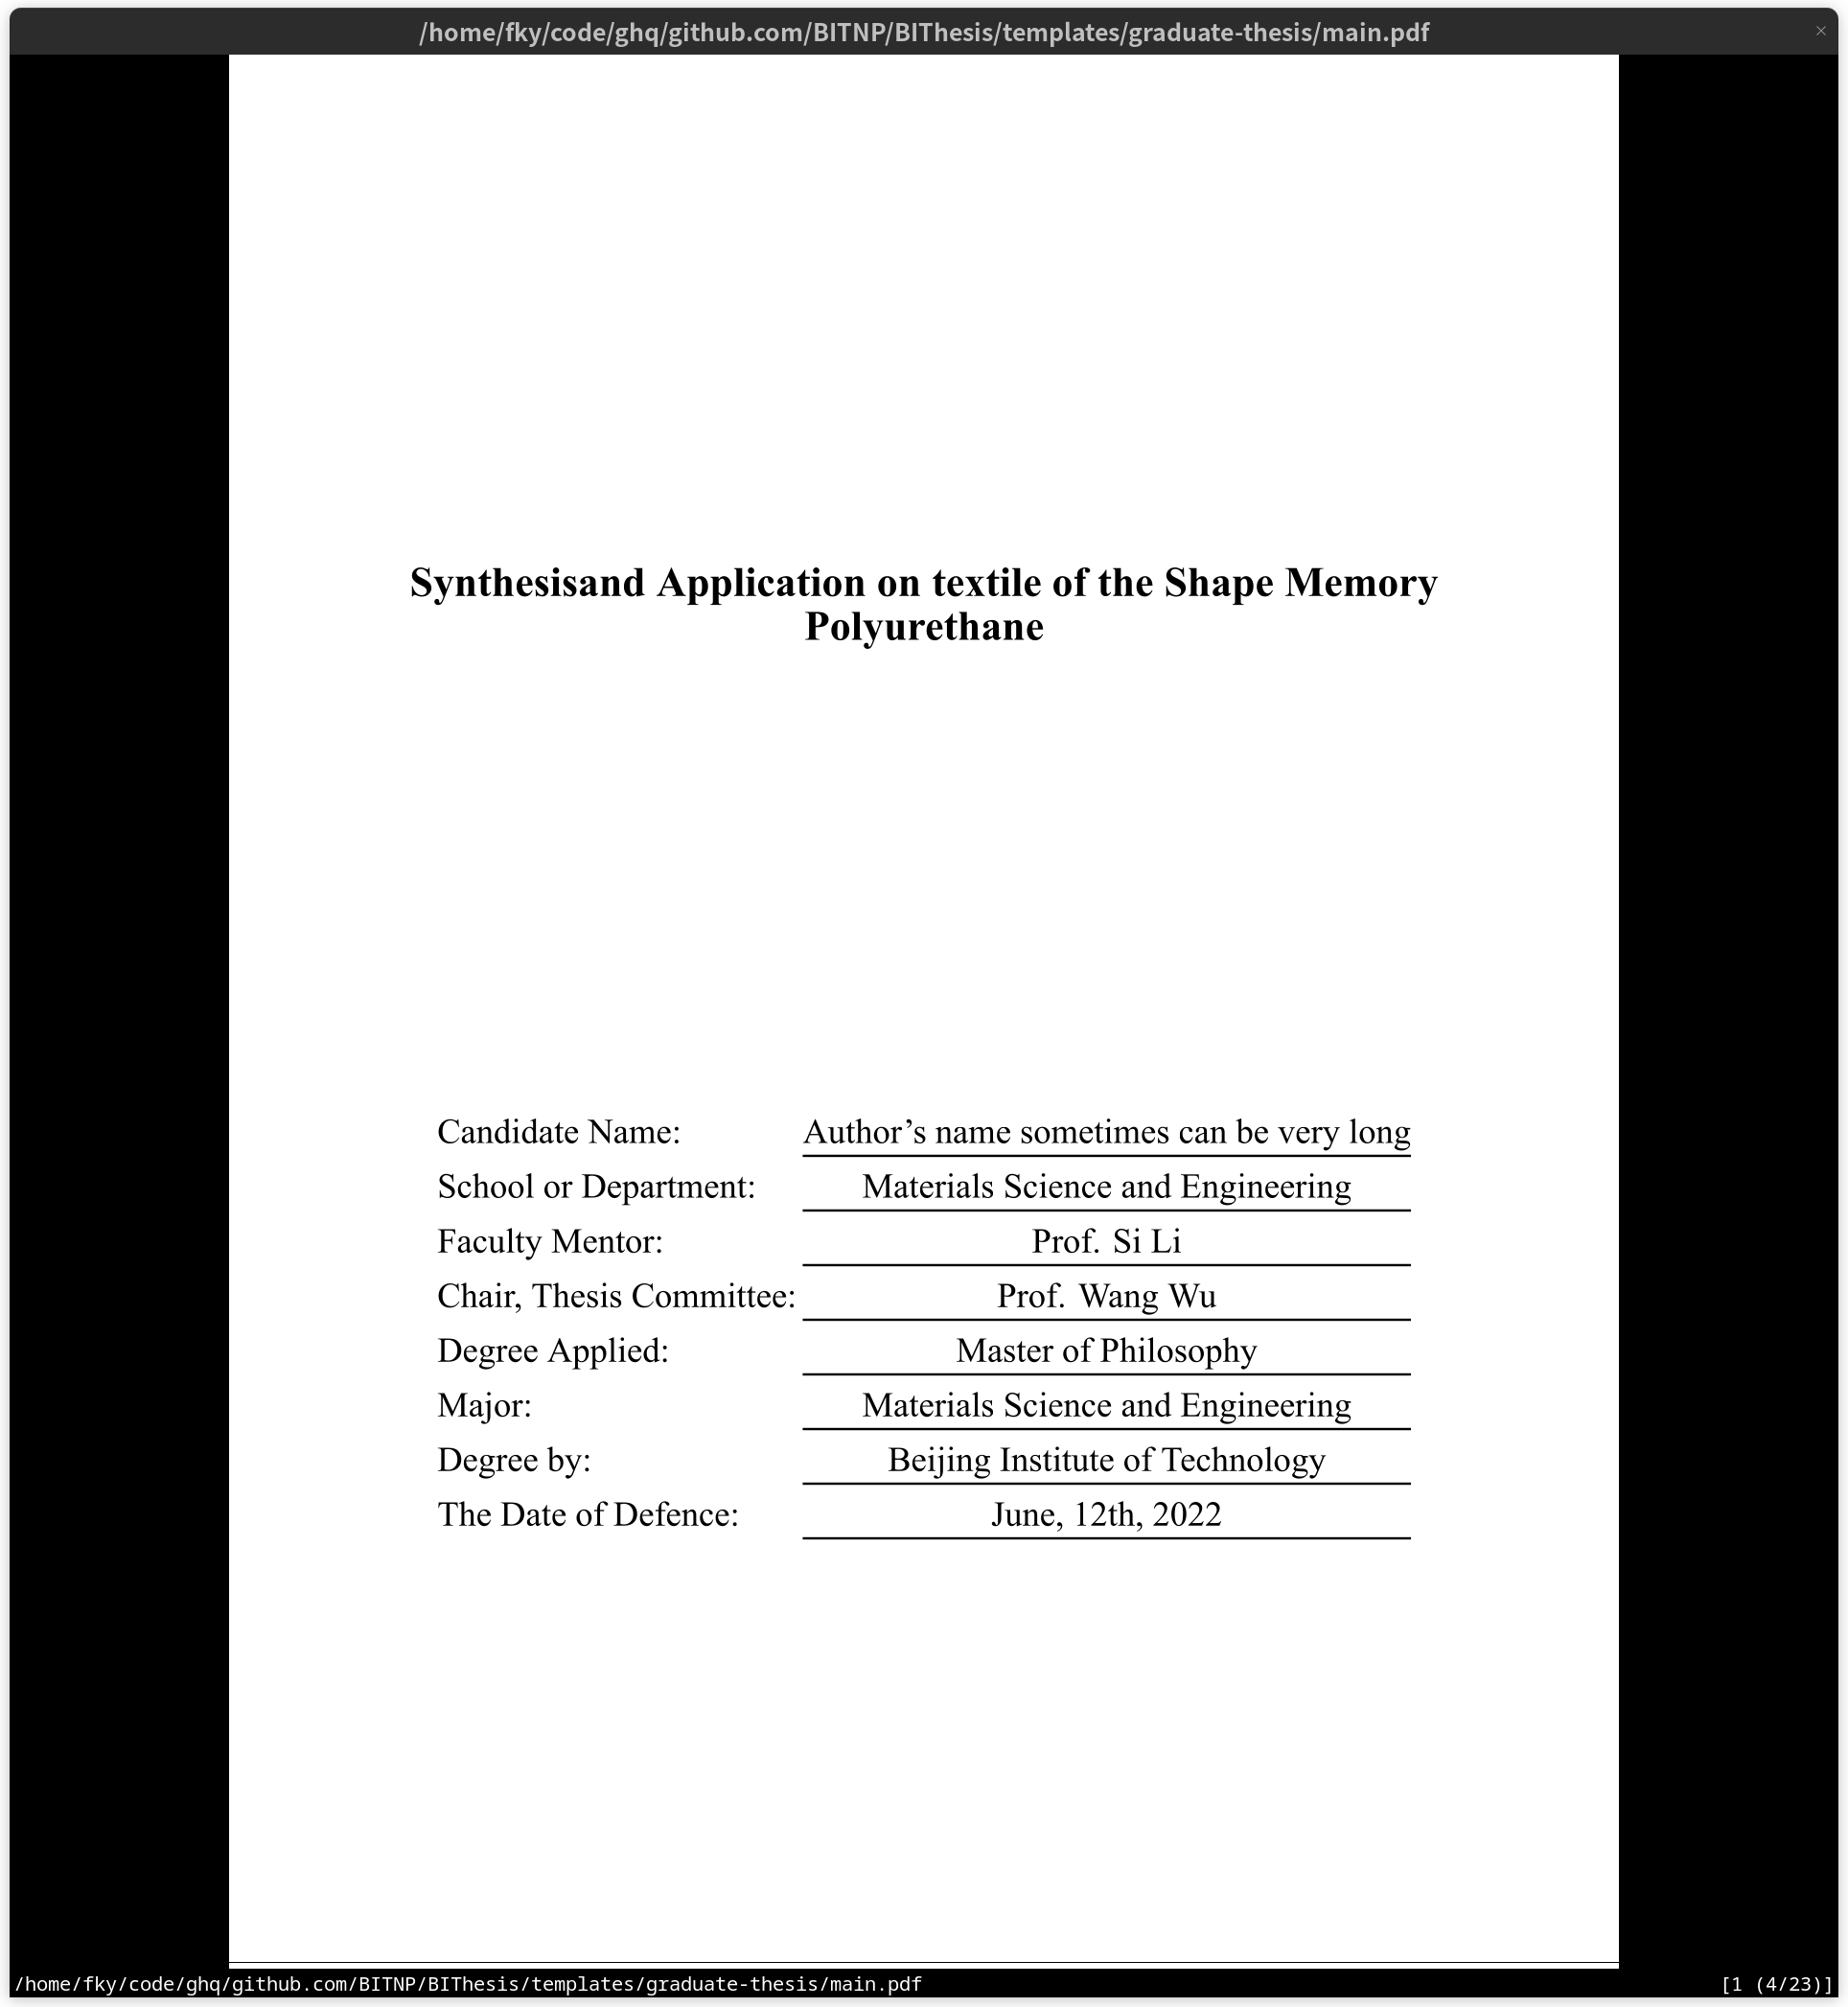 /home/fky/code/ghq/github.com/BITNP/BIThesis/templates/graduate-thesis/main.pdf
Synthesisand Application on textile of the Shape Memory
Polyurethane
Candidate Name: Author’s name sometimes can be very long
School or Department: Materials Science and Engineering
Faculty Mentor: Prof. Si Li
Chair, Thesis Committee: Prof. Wang Wu
Degree Applied: Master of Philosophy
Major: Materials Science and Engineering
Degree by: Beijing Institute of Technology
The Date of Defence: June, 12th, 2022
/home/fky/code/ghq/github.com/BITNP/BIThesis/templates/graduate-thesis/main.pdf [1 (4/23)]